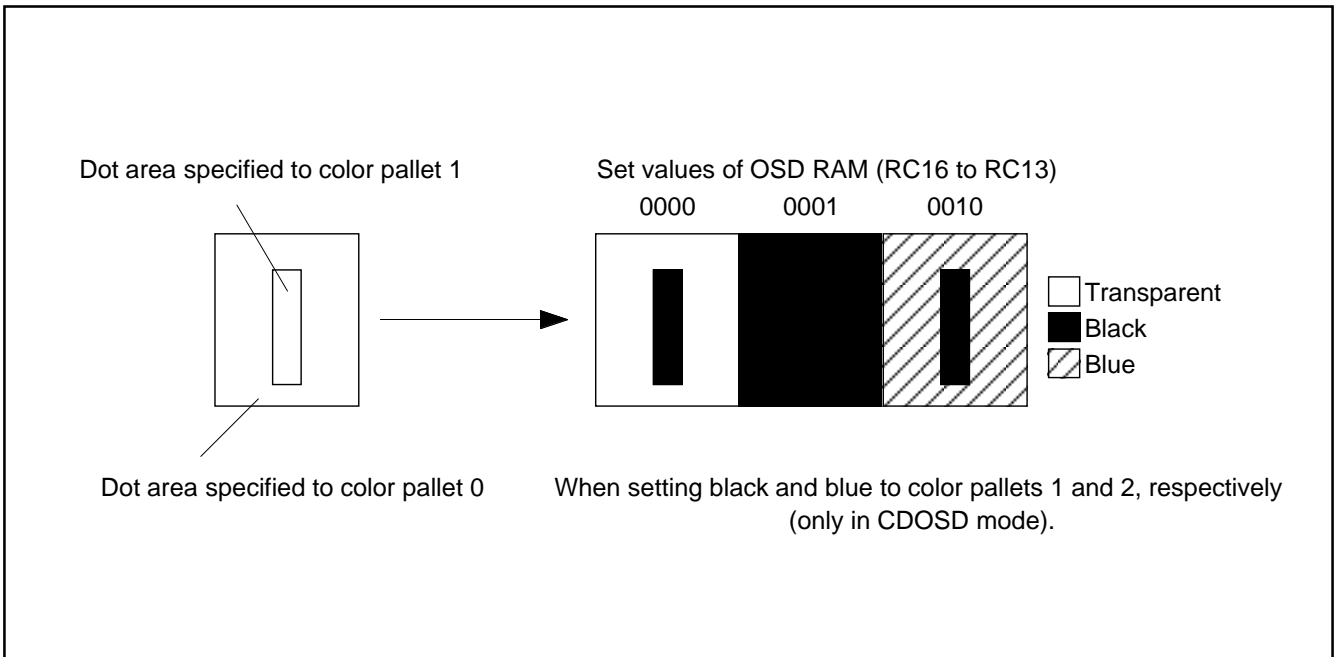 Dot area specified to color pallet 1
Set values of OSD RAM (RC16 to RC13)
0000 0001 0010
Transparent
Black
Blue
Dot area specified to color pallet 0
When setting black and blue to color pallets 1 and 2, respectively
(only in CDOSD mode).